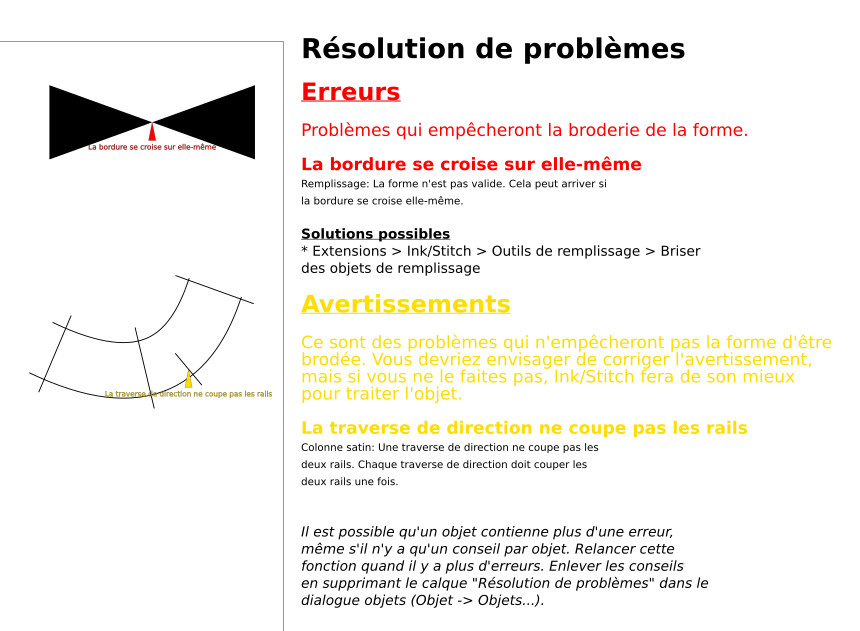 Résolution de problèmes
Erreurs
Problèmes qui empêcheront la broderie de la forme.
La bordure se croise sur elle-même
Remplissage: La forme n'est pas valide. Cela peut arriver si
la bordure se croise elle-même.
Solutions possibles
* Extensions > Ink/Stitch > Outils de remplissage > Briser
des objets de remplissage
Avertissements
Ce sont des problèmes qui n'empêcheront pas la forme d'être
brodée. Vous devriez envisager de corriger l'avertissement,
mais si vous ne le faites pas, Ink/Stitch fera de son mieux
pour traiter l'objet.
La traverse de direction ne coupe pas les rails
Colonne satin: Une traverse de direction ne coupe pas les
deux rails. Chaque traverse de direction doit couper les
deux rails une fois.
Il est possible qu'un objet contienne plus d'une erreur,
même s'il n'y a qu'un conseil par objet. Relancer cette
fonction quand il y a plus d'erreurs. Enlever les conseils
en supprimant le calque "Résolution de problèmes" dans le
dialogue objets (Objet -> Objets...).
La bordure se croise sur elle-même
La traverse de direction ne coupe pas les rails